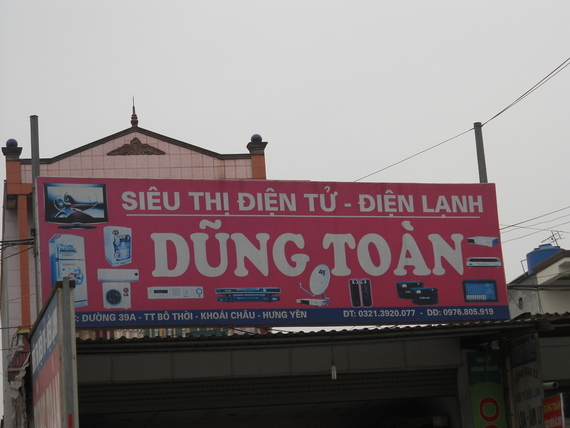 SIÊU THỊ ĐIỆN TỬ - ĐIỆN LẠNH
DŨNG TOÀN
: ĐƯỜNG 39A - TT BÔ THỜI - KHOÁI CHÂU - HƯNG YÊN ĐT: 0321.3920.077 - DĐ: 0976.805.919